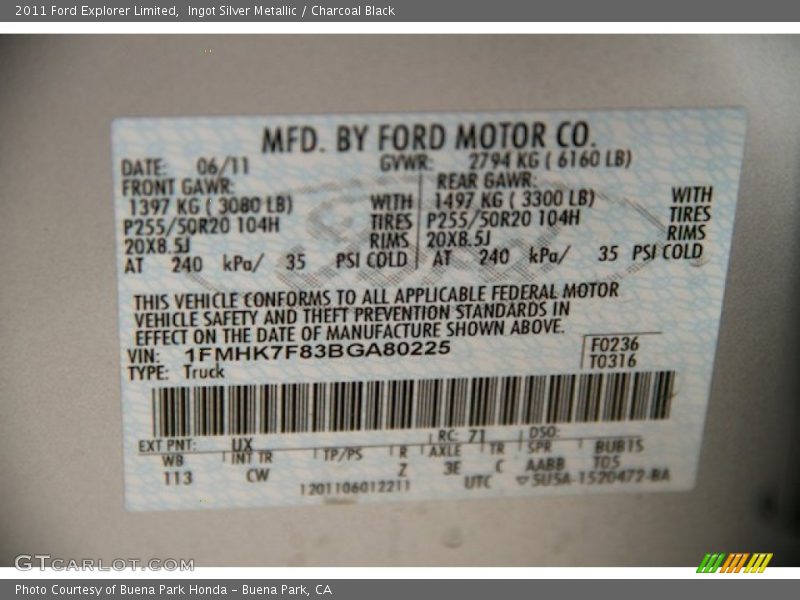 2011 Ford Explorer Limited, Ingot Silver Metallic / Charcoal Black
MFD. BY FORD MOTOR CO.
DATE: 06/11 GVWR: 2794 KG ( 6160 LB)
FRONT GAWR: REAR GAWR:
1397 KG ( 3080 LB) WITH 1497 KG ( 3300 LB) WITH
P255/50R20 104H TIRES P255/50R20 104H TIRES
20X8.5J RIMS 20X8.5J RIMS
AT 240 kPa/ 35 PSI COLD AT 240 kPa/ 35 PSI COLD
THIS VEHICLE CONFORMS TO ALL APPLICABLE FEDERAL MOTOR
VEHICLE SAFETY AND THEFT PREVENTION STANDARDS IN
EFFECT ON THE DATE OF MANUFACTURE SHOWN ABOVE.
VIN: 1FMHK7F83BGA80225 F0236
TYPE: Truck T0316
EXT PNT: UX RC: 71 DSO:
WB INT TR TP/PS R AXLE TR SPR BUB1S
113 CW Z 3E C AABB T05
1201106012211 UTC 5U5A-1520472-BA
GTCARLOT.COM
Photo Courtesy of Buena Park Honda - Buena Park, CA